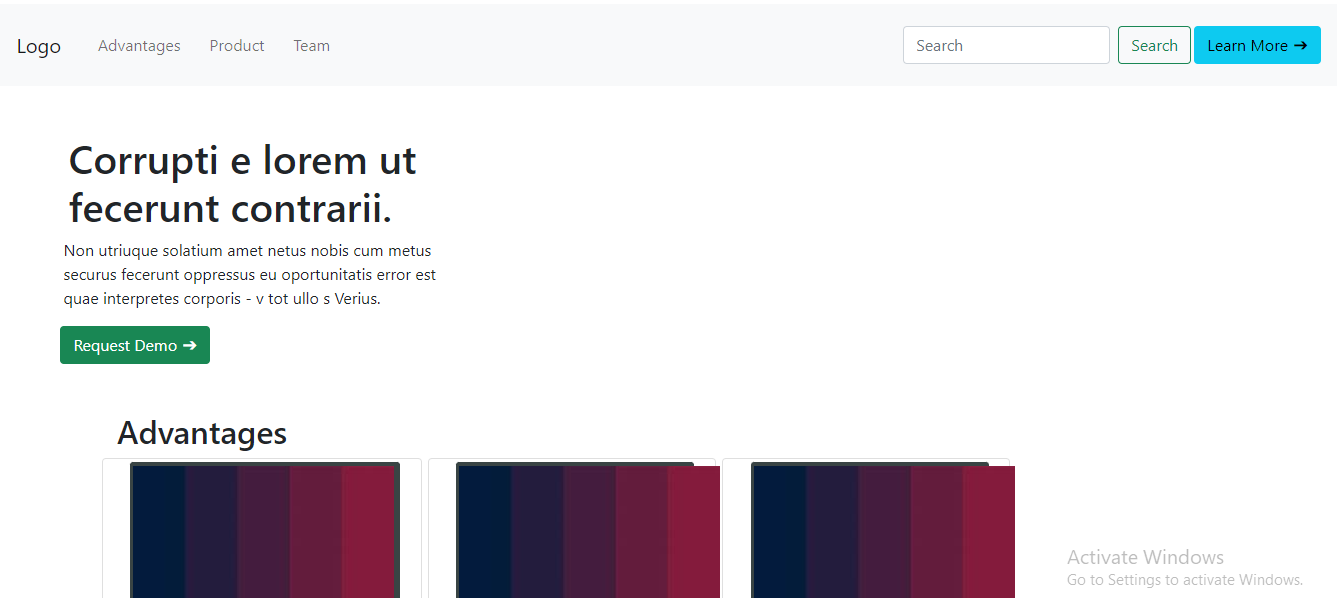 Logo Advantages Product Team Search Search Learn More ➔
Corrupti e lorem ut
fecerunt contrarii.
Non utriuque solatium amet netus nobis cum metus
securus fecerunt oppressus eu oportunitatis error est
quae interpretes corporis - v tot ullo s Verius.
Request Demo ➔
Advantages
Activate Windows
Go to Settings to activate Windows.